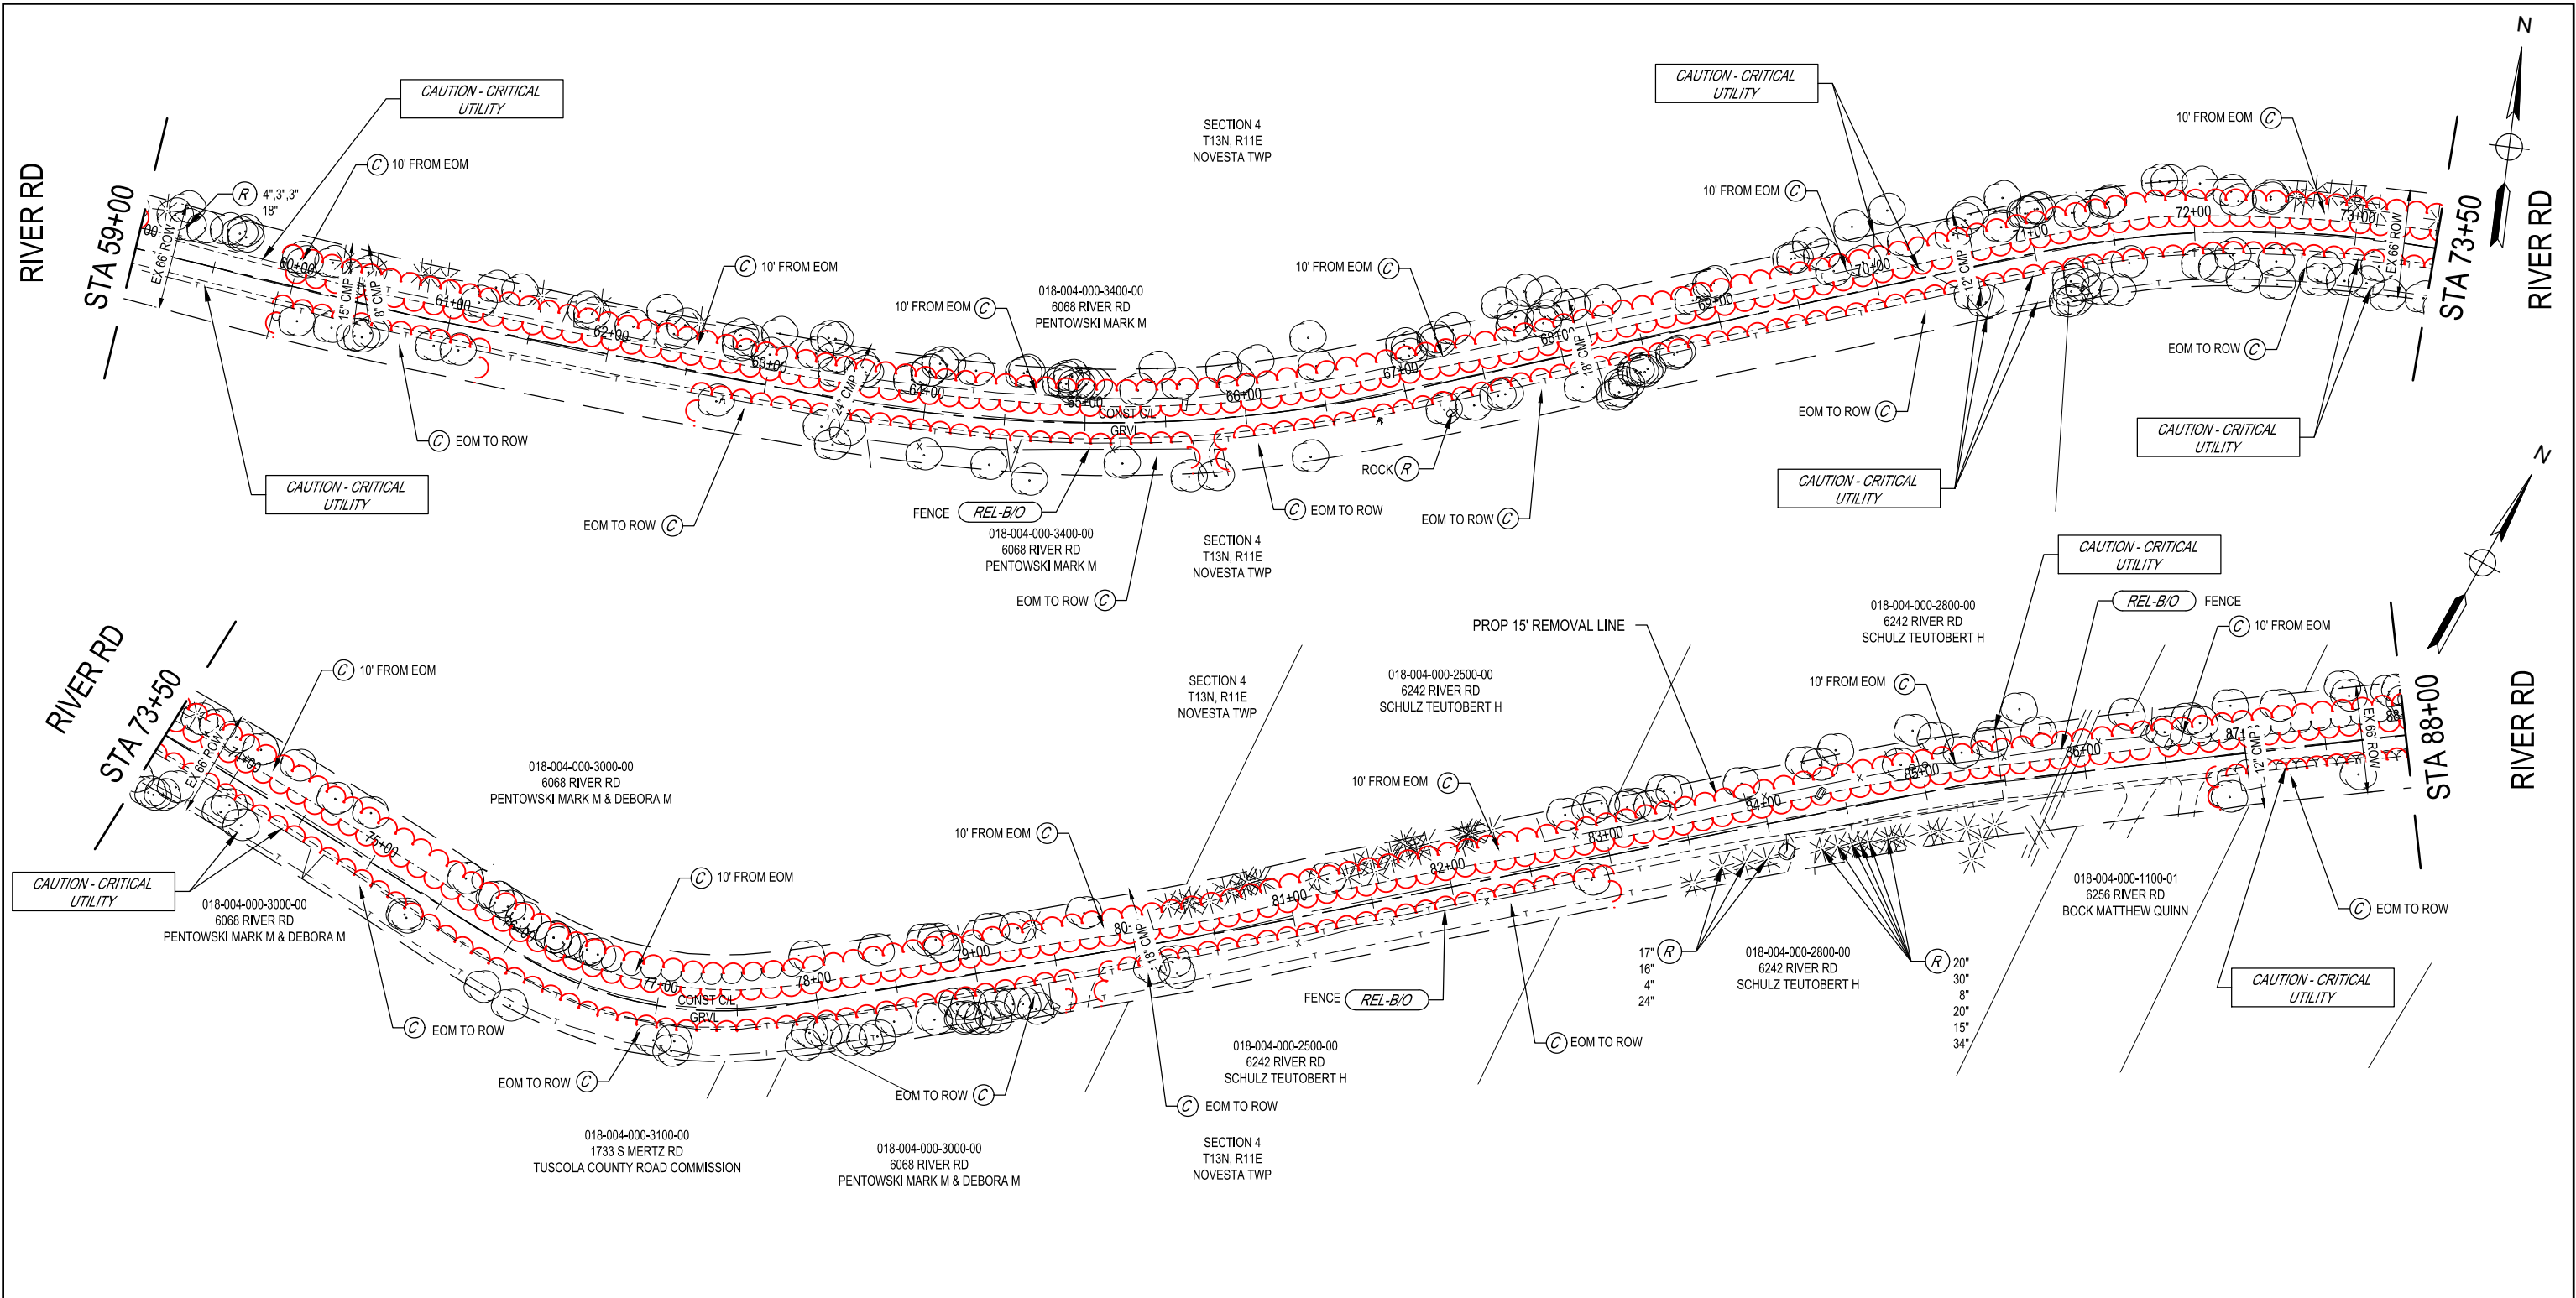 RIVER RD
STA 59+00
00
EX 66' ROW
R
4",3",3"
18"
CAUTION - CRITICAL
UTILITY
C 10' FROM EOM
60+00
15" CMP
18" CMP
61+00
62+00
C 10' FROM EOM
63+00
24" CMP
C EOM TO ROW
CAUTION - CRITICAL
UTILITY
EOM TO ROW C
10' FROM EOM C
64+00
65+00
CONST C/L
GRVL
018-004-000-3400-00
6068 RIVER RD
PENTOWSKI MARK M
SECTION 4
T13N, R11E
NOVESTA TWP
FENCE REL-B/O
018-004-000-3400-00
6068 RIVER RD
PENTOWSKI MARK M
EOM TO ROW C
SECTION 4
T13N, R11E
NOVESTA TWP
66+00
C EOM TO ROW
10' FROM EOM C
67+00
ROCK R
EOM TO ROW C
18" CMP
69+00
CAUTION - CRITICAL
UTILITY
10' FROM EOM C
70+00
12" CMP
71+00
72+00
EOM TO ROW C
CAUTION - CRITICAL
UTILITY
10' FROM EOM C
73+00
EX 66' ROW
EOM TO ROW C
CAUTION - CRITICAL
UTILITY
STA 73+50
RIVER RD
N
RIVER RD
STA 73+50
EX 66' ROW
74+00
C 10' FROM EOM
75+00
76+00
CAUTION - CRITICAL
UTILITY
018-004-000-3000-00
6068 RIVER RD
PENTOWSKI MARK M & DEBORA M
018-004-000-3000-00
6068 RIVER RD
PENTOWSKI MARK M & DEBORA M
C EOM TO ROW
C 10' FROM EOM
77+00
CONST C/L
GRVL
78+00
EOM TO ROW C
018-004-000-3100-00
1733 S MERTZ RD
TUSCOLA COUNTY ROAD COMMISSION
79+00
10' FROM EOM C
EOM TO ROW C
018-004-000-3000-00
6068 RIVER RD
PENTOWSKI MARK M & DEBORA M
18" CMP
C EOM TO ROW
SECTION 4
T13N, R11E
NOVESTA TWP
SECTION 4
T13N, R11E
NOVESTA TWP
81+00
018-004-000-2500-00
6242 RIVER RD
SCHULZ TEUTOBERT H
FENCE REL-B/O
10' FROM EOM C
82+00
C EOM TO ROW
018-004-000-2500-00
6242 RIVER RD
SCHULZ TEUTOBERT H
PROP 15' REMOVAL LINE
83+00
84+00
17" R
16"
4"
24"
018-004-000-2800-00
6242 RIVER RD
SCHULZ TEUTOBERT H
85+00
10' FROM EOM C
018-004-000-2800-00
6242 RIVER RD
SCHULZ TEUTOBERT H
R 20"
30"
8"
20"
15"
34"
CAUTION - CRITICAL
UTILITY
REL-B/O FENCE
86+00
C 10' FROM EOM
12" CMP
EX 66' ROW
018-004-000-1100-01
6256 RIVER RD
BOCK MATTHEW QUINN
C EOM TO ROW
CAUTION - CRITICAL
UTILITY
STA 88+00
RIVER RD
N